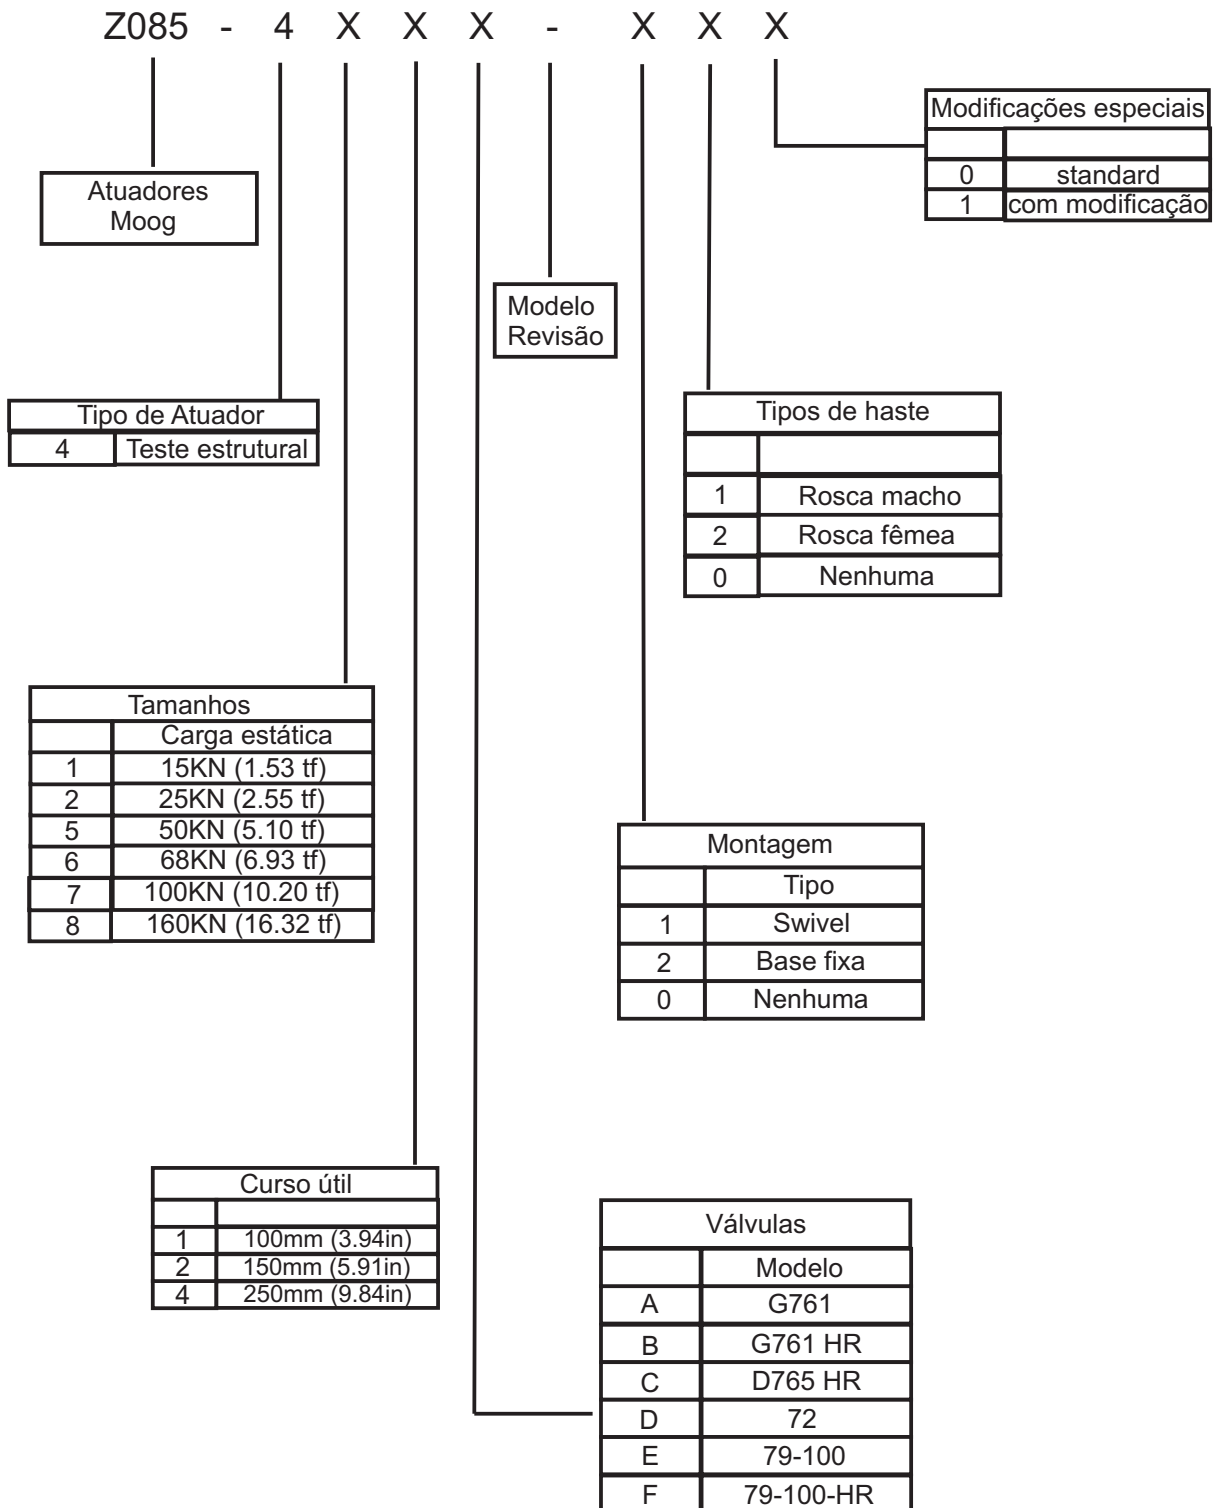 Z085 - 4 X X X - X X X
Modificações especiais
0 standard
1 com modificação
Atuadores
Moog
Modelo
Revisão
Tipo de Atuador
4 Teste estrutural
Tipos de haste
1 Rosca macho
2 Rosca fêmea
0 Nenhuma
Tamanhos
Carga estática
1 15KN (1.53 tf)
2 25KN (2.55 tf)
5 50KN (5.10 tf)
6 68KN (6.93 tf)
7 100KN (10.20 tf)
8 160KN (16.32 tf)
Montagem
Tipo
1 Swivel
2 Base fixa
0 Nenhuma
Curso útil
1 100mm (3.94in)
2 150mm (5.91in)
4 250mm (9.84in)
Válvulas
Modelo
A G761
B G761 HR
C D765 HR
D 72
E 79-100
F 79-100-HR